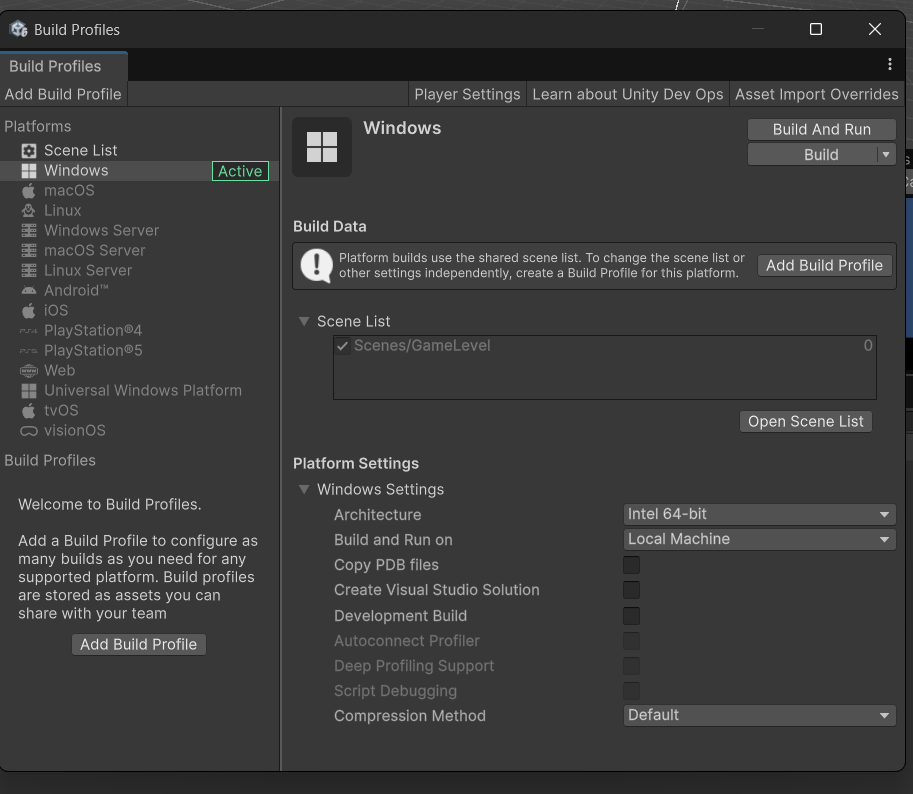 Build Profiles
Build Profiles
Add Build Profile
Player Settings
Learn about Unity Dev Ops
Asset Import Overrides
Platforms
Scene List
Windows
Active
macOS
Linux
Windows Server
macOS Server
Linux Server
Android™
iOS
PlayStation®4
PlayStation®5
Web
Universal Windows Platform
tvOS
visionOS
Build Profiles
Welcome to Build Profiles.
Add a Build Profile to configure as
many builds as you need for any
supported platform. Build profiles
are stored as assets you can
share with your team
Add Build Profile
Windows
Build And Run
Build
Build Data
Platform builds use the shared scene list. To change the scene list or
other settings independently, create a Build Profile for this platform.
Add Build Profile
Scene List
Scenes/GameLevel 0
Open Scene List
Platform Settings
Windows Settings
Architecture Intel 64-bit
Build and Run on Local Machine
Copy PDB files
Create Visual Studio Solution
Development Build
Autoconnect Profiler
Deep Profiling Support
Script Debugging
Compression Method Default